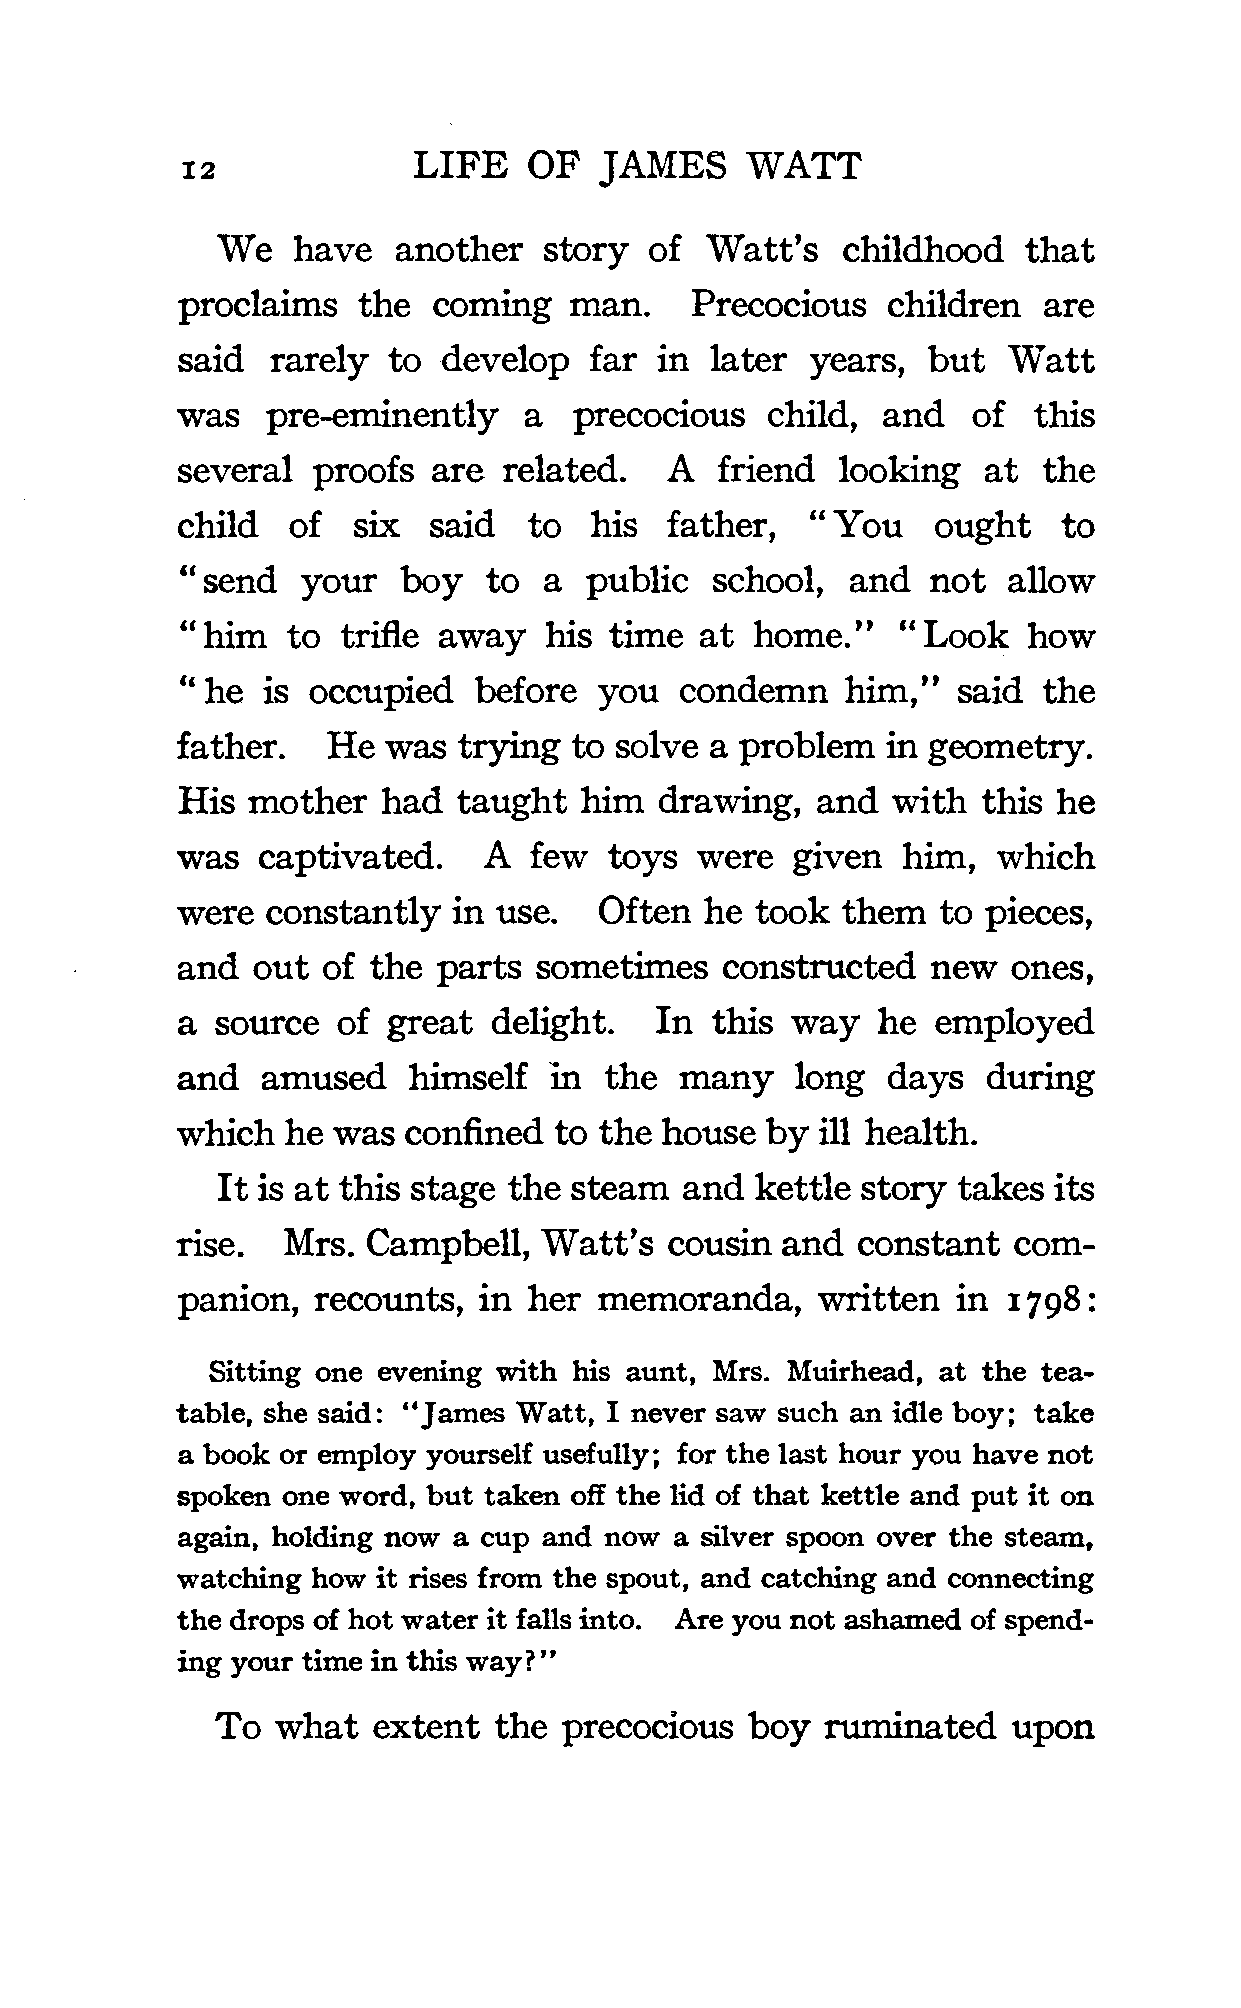 12 LIFE OF JAMES WATT
We have another story of Watt's childhood that
proclaims the coming man. Precocious children are
said rarely to develop far in later years, but Watt
was pre-eminently a precocious child, and of this
several proofs are related. A friend looking at the
child of six said to his father, "You ought to
"send your boy to a public school, and not allow
"him to trifle away his time at home." "Look how
"he is occupied before you condemn him," said the
father. He was trying to solve a problem in geometry.
His mother had taught him drawing, and with this he
was captivated. A few toys were given him, which
were constantly in use. Often he took them to pieces,
and out of the parts sometimes constructed new ones,
a source of great delight. In this way he employed
and amused himself in the many long days during
which he was confined to the house by ill health.
It is at this stage the steam and kettle story takes its
rise. Mrs. Campbell, Watt's cousin and constant com-
panion, recounts, in her memoranda, written in 1798:
Sitting one evening with his aunt, Mrs. Muirhead, at the tea-
table, she said: "James Watt, I never saw such an idle boy; take
a book or employ yourself usefully; for the last hour you have not
spoken one word, but taken off the lid of that kettle and put it on
again, holding now a cup and now a silver spoon over the steam,
watching how it rises from the spout, and catching and connecting
the drops of hot water it falls into. Are you not ashamed of spend-
ing your time in this way?"
To what extent the precocious boy ruminated upon